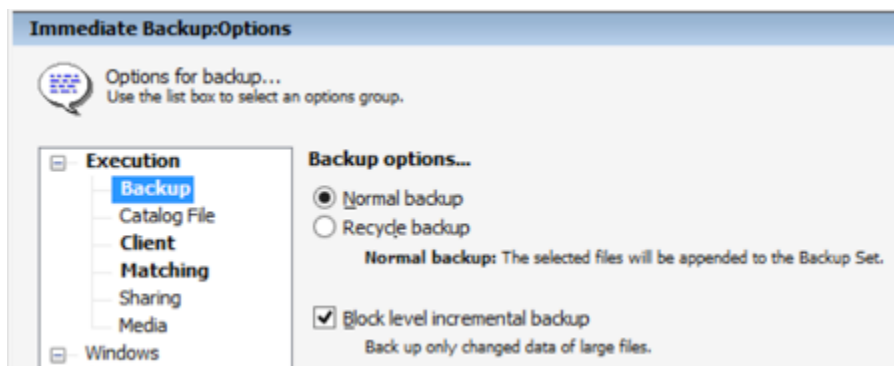 Immediate Backup:Options
Options for backup...
Use the list box to select an options group.
Execution
Backup
Catalog File
Client
Matching
Sharing
Media
Windows
Backup options...
Normal backup
Recycle backup
Normal backup: The selected files will be appended to the Backup Set.
Block level incremental backup
Back up only changed data of large files.